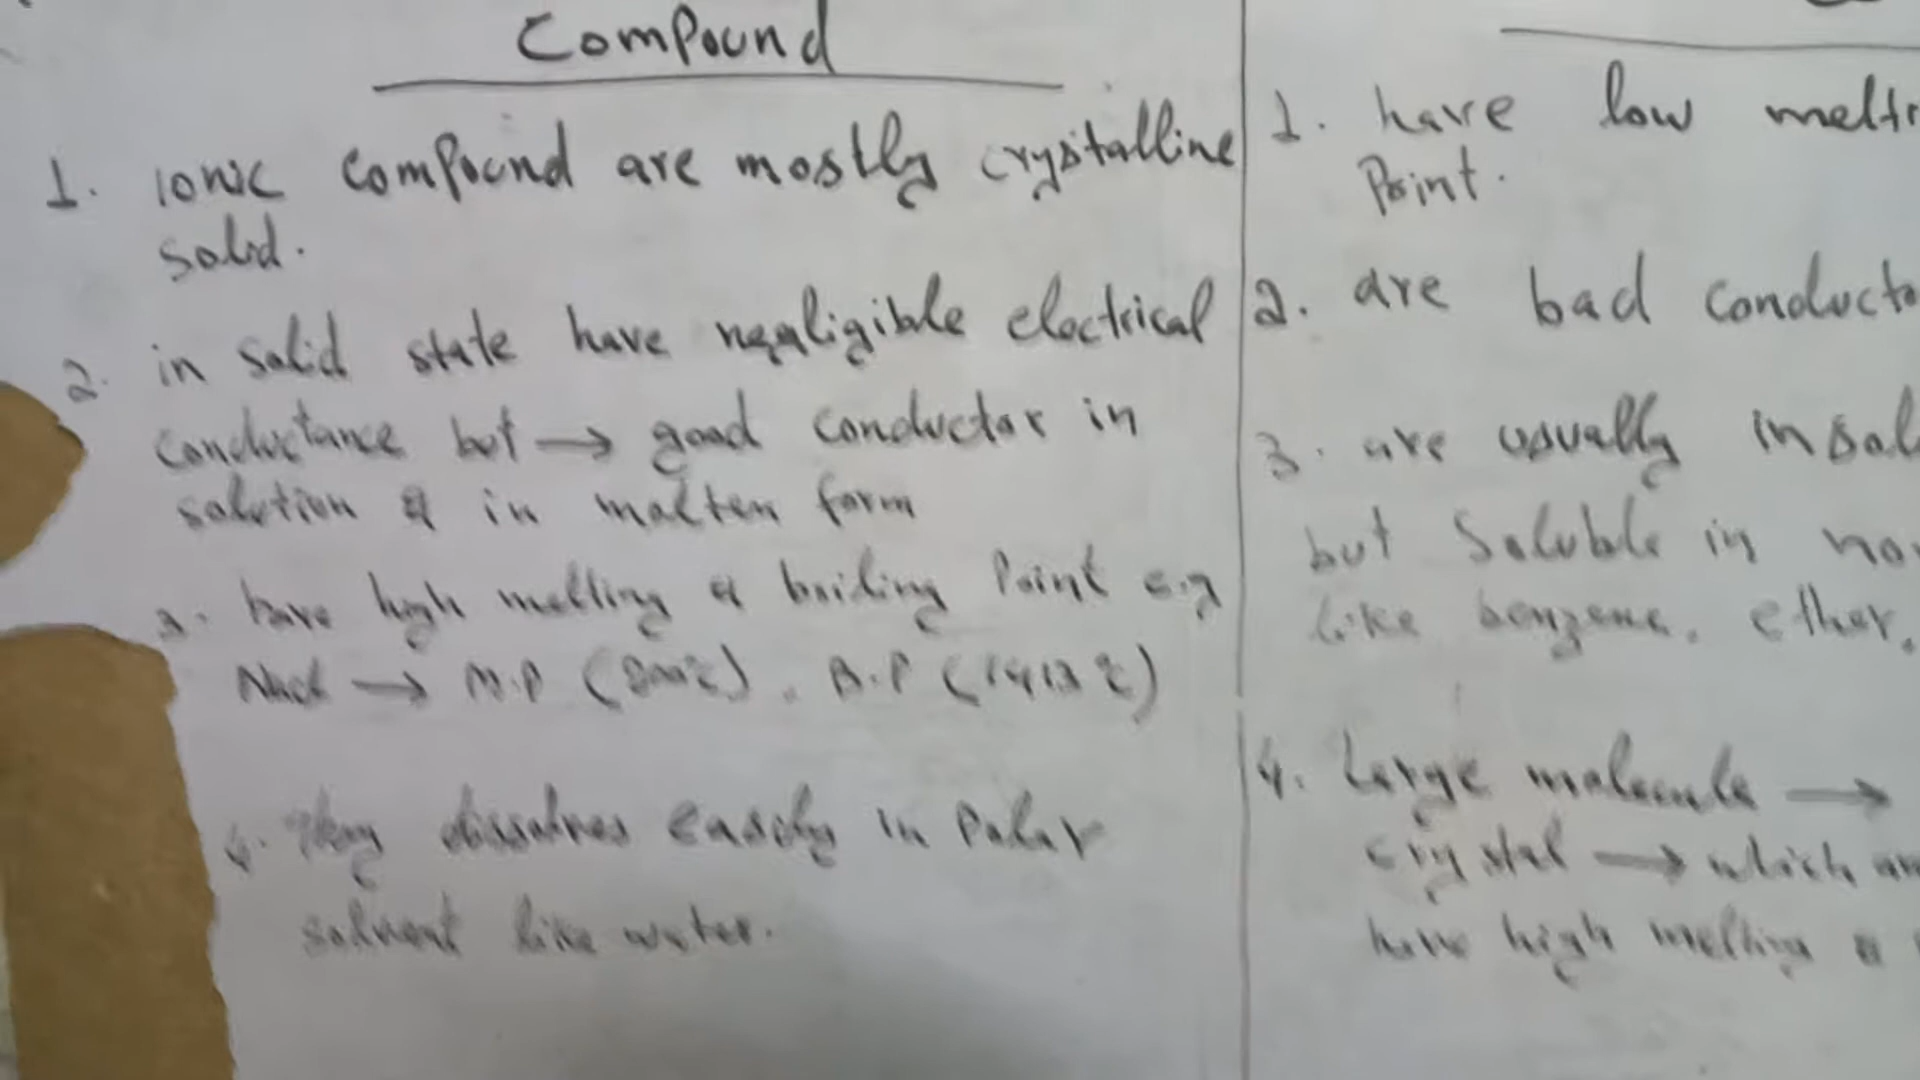 Compound
1. ionic compound are mostly crystalline
solid.
2. in solid state have negligible electrical
conductance but → good conductor in
solution & in molten form
3. have high melting & boiling Point e.g
Nacl → M.P (800℃), B.P (1413℃)
4. They dissolves easily in Polar
solvent like water.
1. have low
Point.
2. are bad
3. are usually
but Soluble in
like benzene, ether,
4. Large molecule →
crystal → which
have high melting &